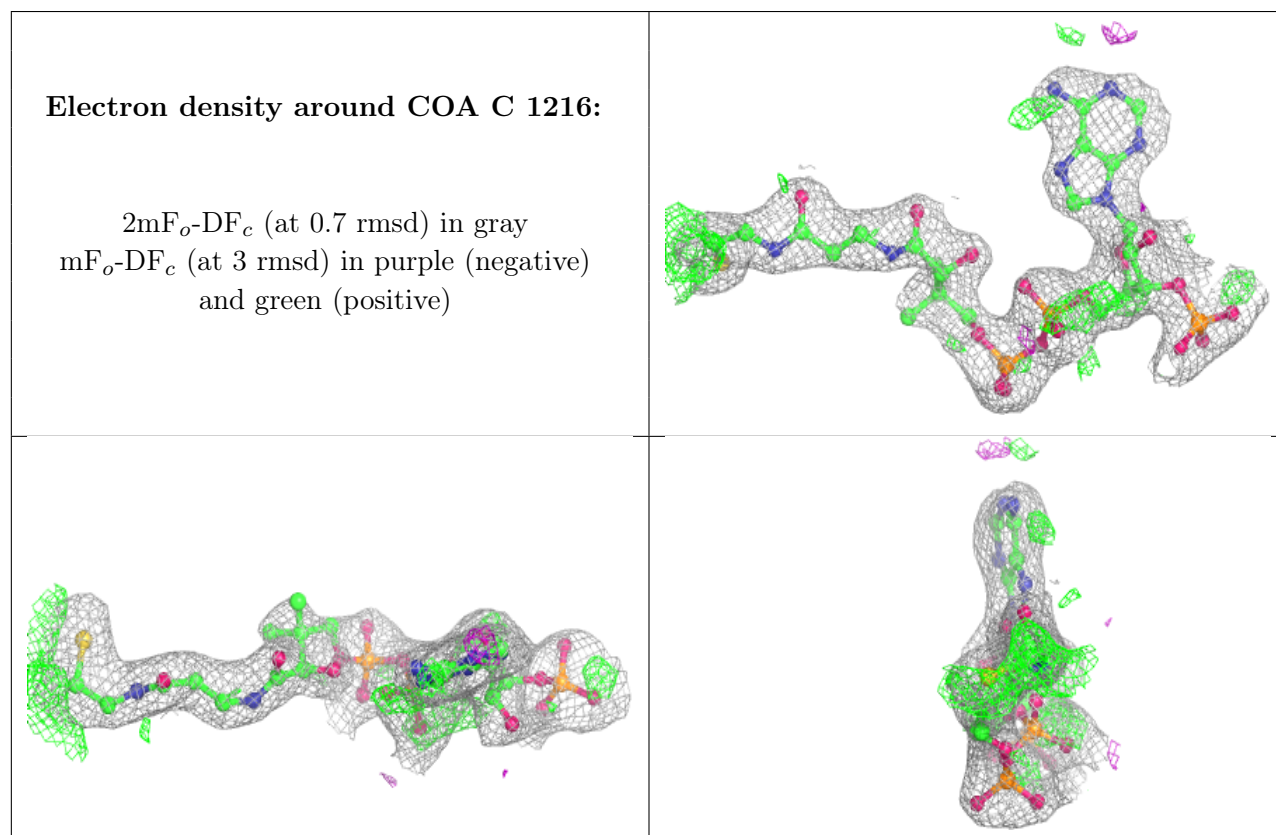 Electron density around COA C 1216:
2mFₒ-DF𝒸 (at 0.7 rmsd) in gray
mFₒ-DF𝒸 (at 3 rmsd) in purple (negative)
and green (positive)